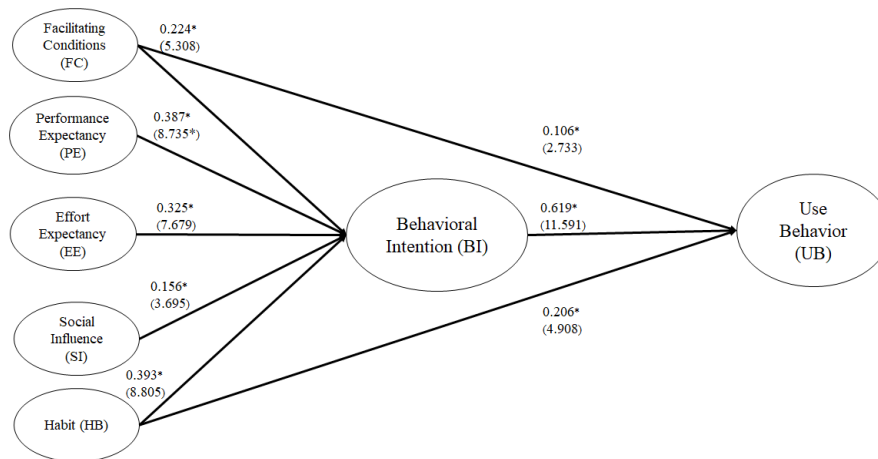 Facilitating
Conditions
(FC)
0.224*
(5.308)
Performance
Expectancy
(PE)
0.387*
(8.735*)
0.106*
(2.733)
Effort
Expectancy
(EE)
0.325*
(7.679)
Behavioral
Intention (BI)
0.619*
(11.591)
Use
Behavior
(UB)
0.156*
(3.695)
Social
Influence
(SI)
0.206*
(4.908)
0.393*
(8.805)
Habit (HB)